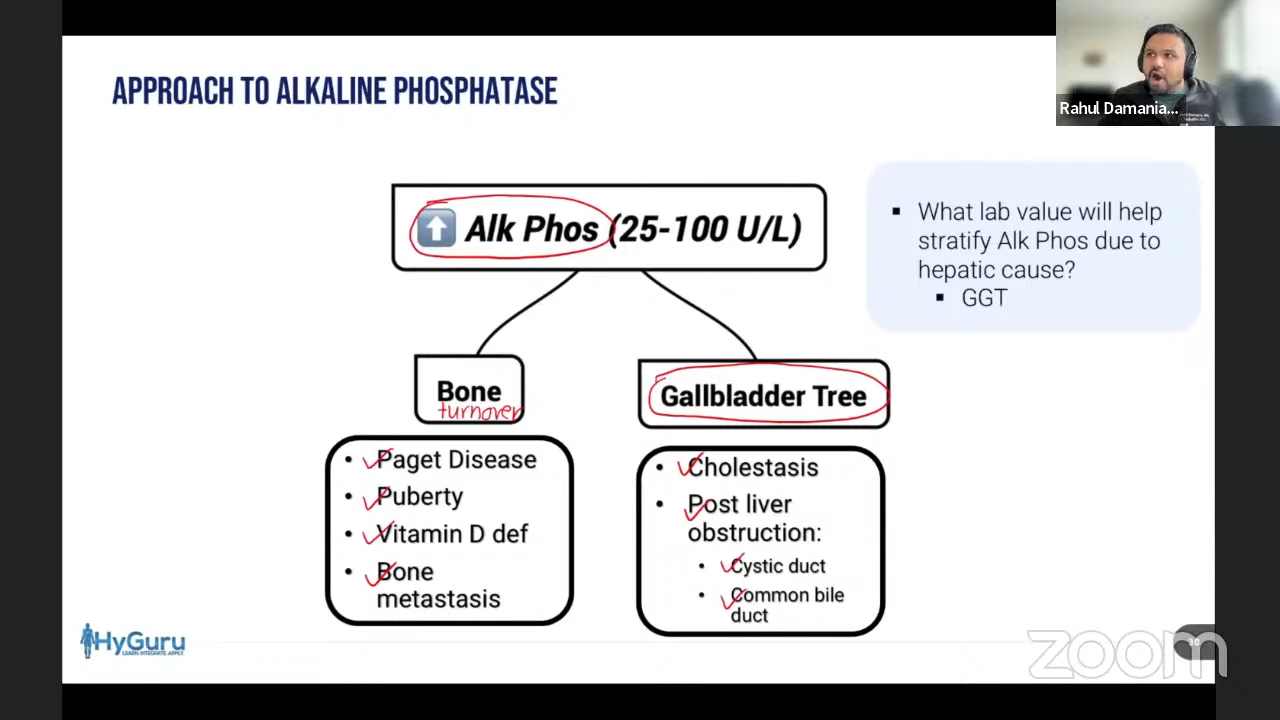 APPROACH TO ALKALINE PHOSPHATASE
Rahul Damania...
Alk Phos (25-100 U/L)
▪ What lab value will help
stratify Alk Phos due to
hepatic cause?
▪ GGT
Bone
turnover
• Paget Disease
• Puberty
• Vitamin D def
• Bone
metastasis
Gallbladder Tree
• Cholestasis
• Post liver
obstruction:
• Cystic duct
• Common bile
duct
HyGuru
LEARN. INTEGRATE. APPLY.
zoom